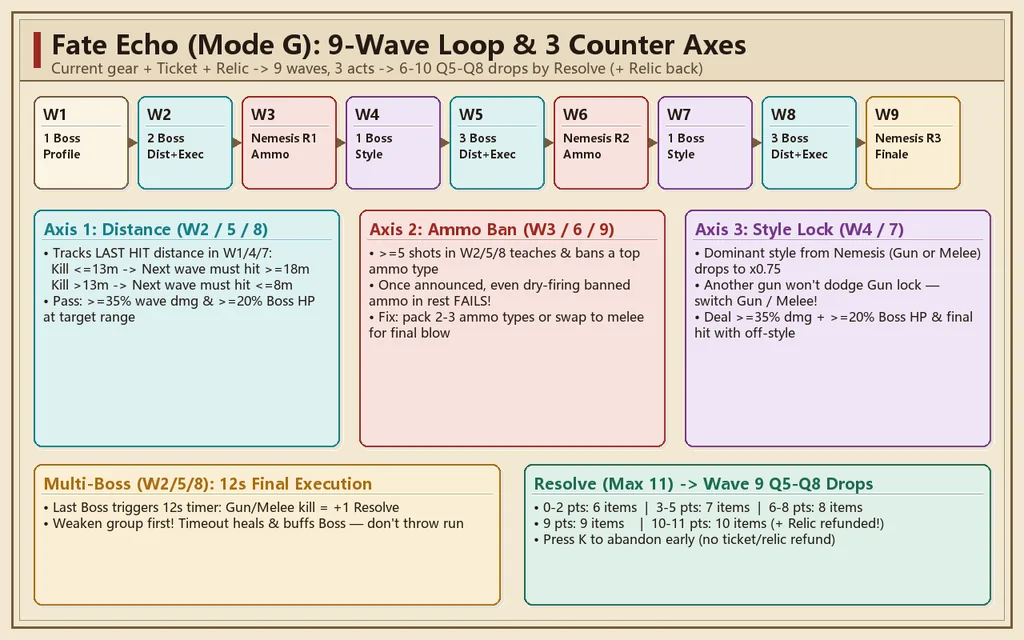 Fate Echo (Mode G): 9-Wave Loop & 3 Counter Axes
Current gear + Ticket + Relic -> 9 waves, 3 acts -> 6-10 Q5-Q8 drops by Resolve (+ Relic back)
W1
1 Boss
Profile
W2
2 Boss
Dist+Exec
W3
Nemesis R1
Ammo
W4
1 Boss
Style
W5
3 Boss
Dist+Exec
W6
Nemesis R2
Ammo
W7
1 Boss
Style
W8
3 Boss
Dist+Exec
W9
Nemesis R3
Finale
Axis 1: Distance (W2 / 5 / 8)
• Tracks LAST HIT distance in W1/4/7:
Kill <=13m -> Next wave must hit >=18m
Kill >13m -> Next wave must hit <=8m
• Pass: >=35% wave dmg & >=20% Boss HP
at target range
Axis 2: Ammo Ban (W3 / 6 / 9)
• >=5 shots in W2/5/8 teaches & bans a top
ammo type
• Once announced, even dry-firing banned
ammo in rest FAILS!
• Fix: pack 2-3 ammo types or swap to melee
for final blow
Axis 3: Style Lock (W4 / 7)
• Dominant style from Nemesis (Gun or Melee)
drops to x0.75
• Another gun won't dodge Gun lock —
switch Gun / Melee!
• Deal >=35% dmg + >=20% Boss HP & final
hit with off-style
Multi-Boss (W2/5/8): 12s Final Execution
• Last Boss triggers 12s timer: Gun/Melee kill = +1 Resolve
• Weaken group first! Timeout heals & buffs Boss — don't throw run
Resolve (Max 11) -> Wave 9 Q5-Q8 Drops
• 0-2 pts: 6 items | 3-5 pts: 7 items | 6-8 pts: 8 items
• 9 pts: 9 items | 10-11 pts: 10 items (+ Relic refunded!)
• Press K to abandon early (no ticket/relic refund)